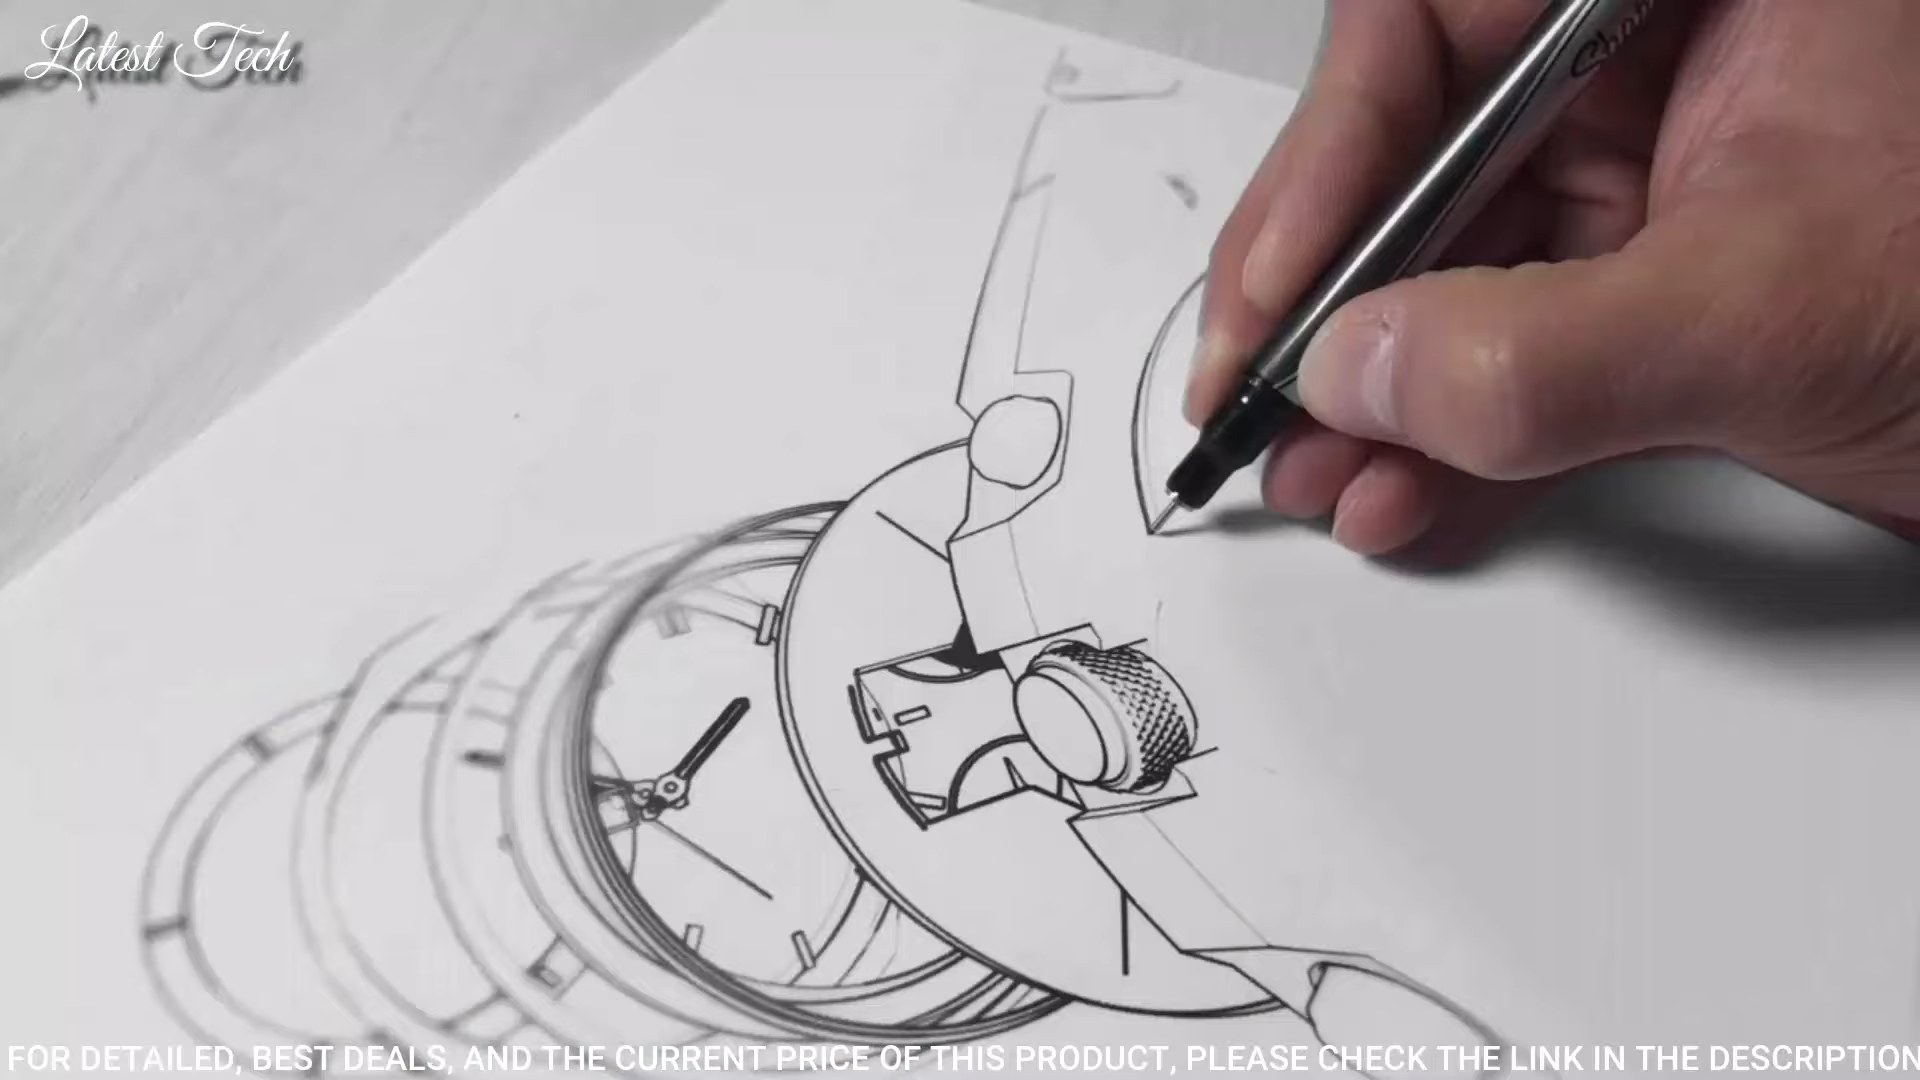 Latest Tech
FOR DETAILED, BEST DEALS, AND THE CURRENT PRICE OF THIS PRODUCT, PLEASE CHECK THE LINK IN THE DESCRIPTION